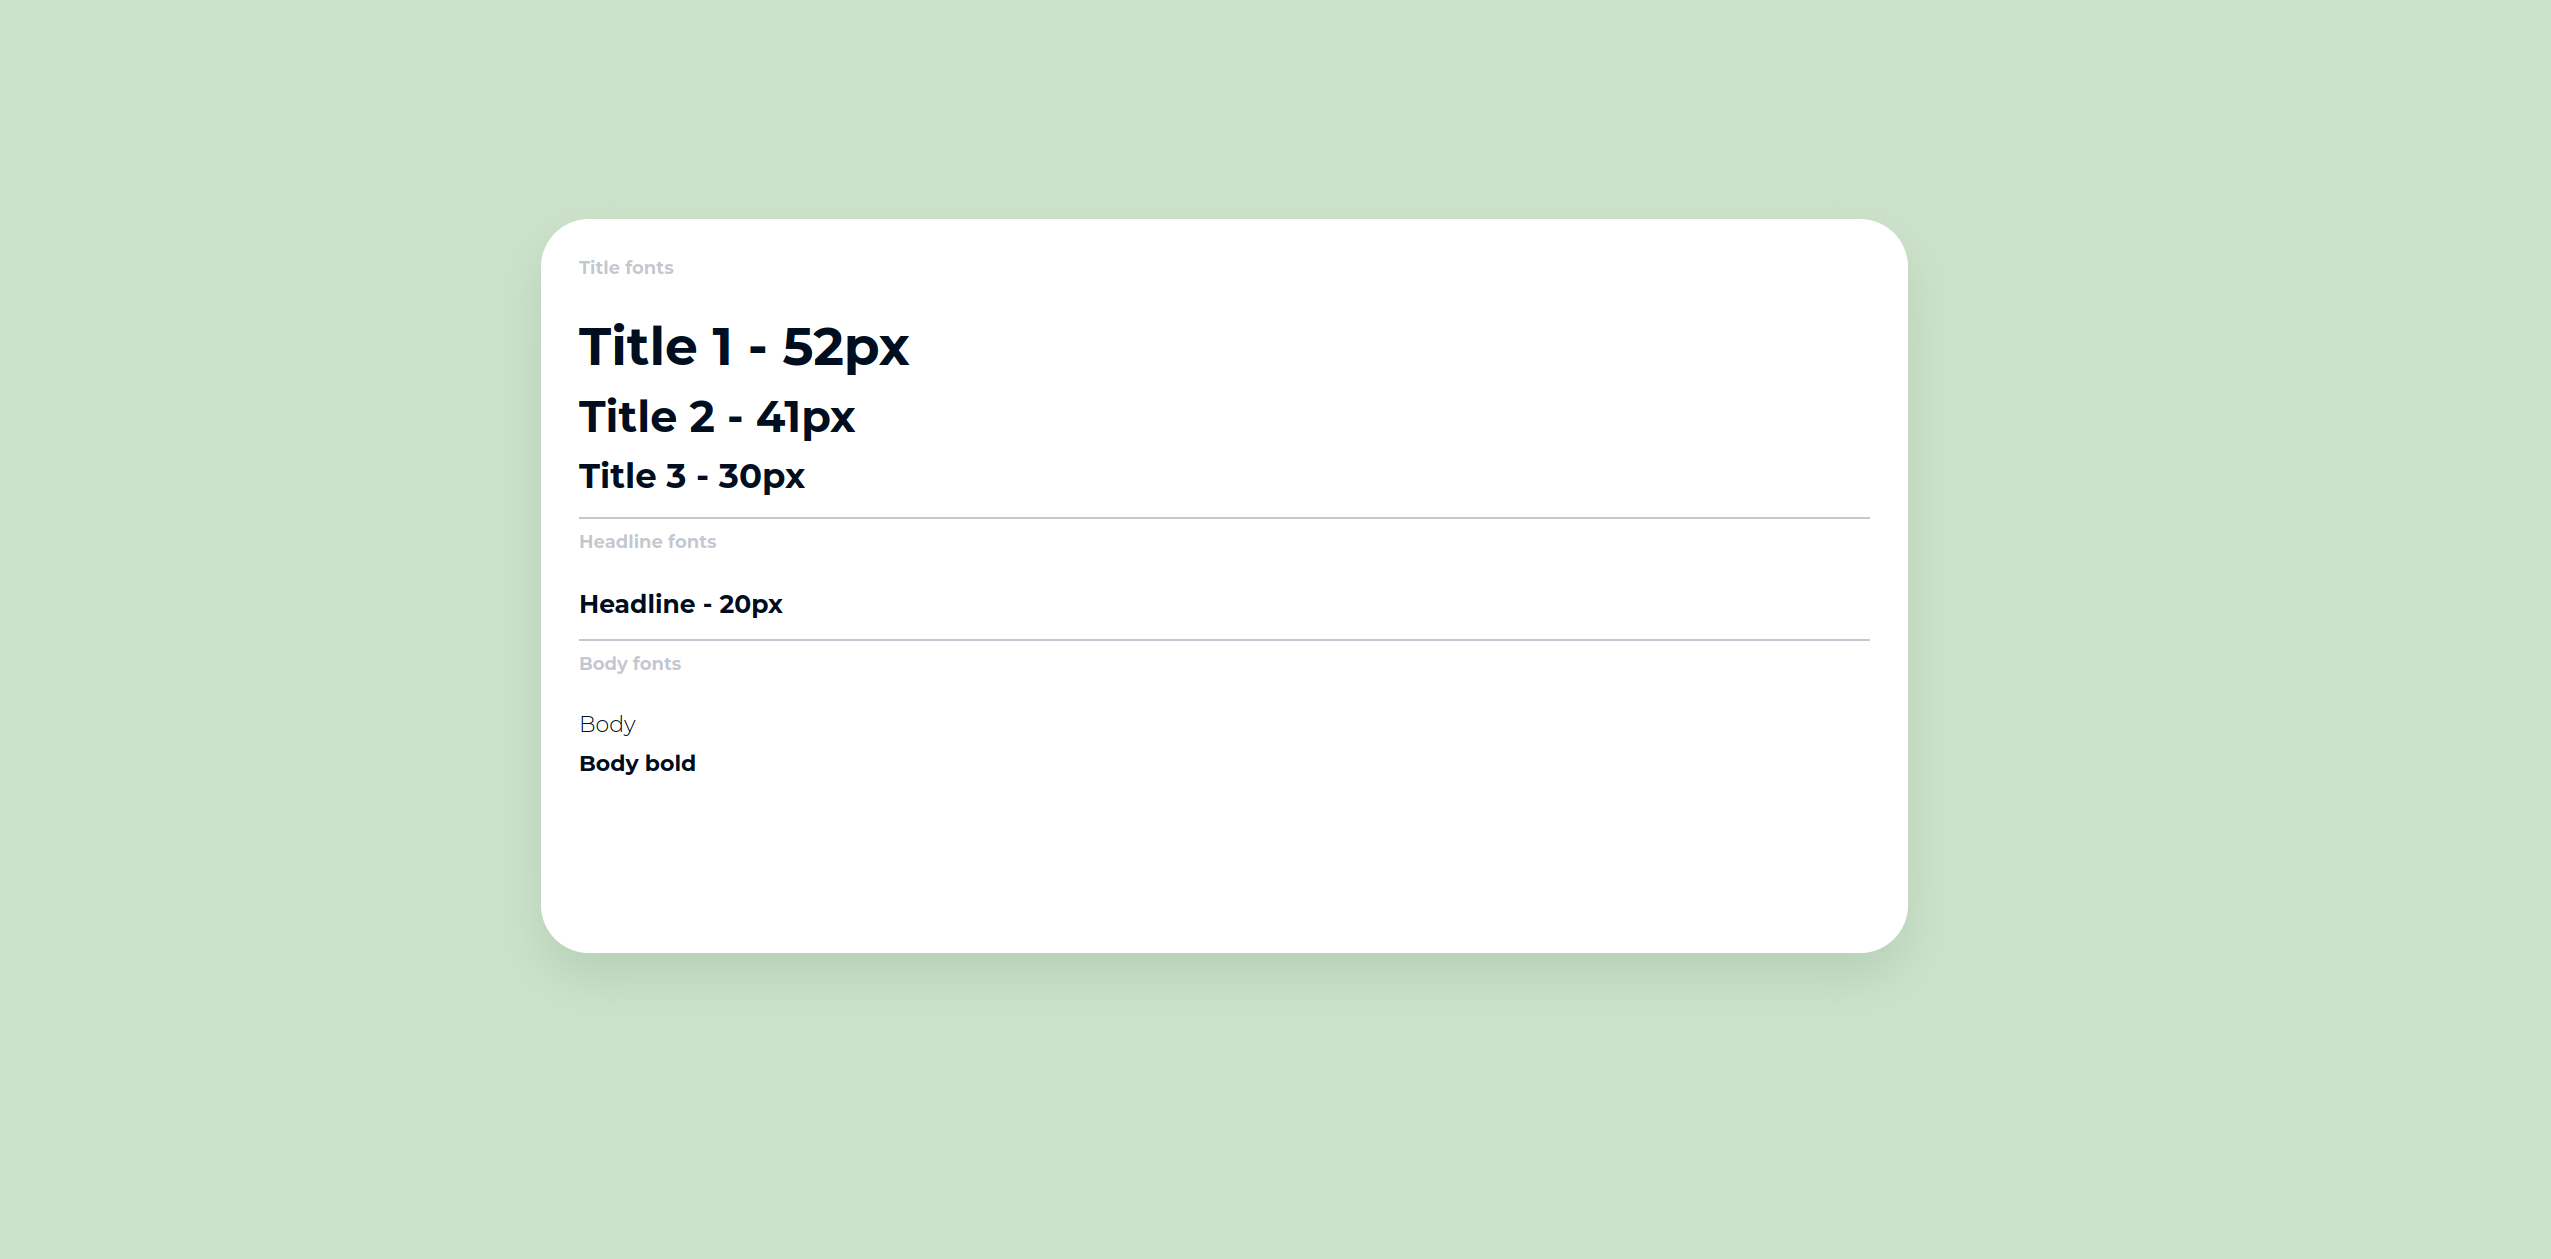 Title fonts
Title 1 - 52px
Title 2 - 41px
Title 3 - 30px
Headline fonts
Headline - 20px
Body fonts
Body
Body bold